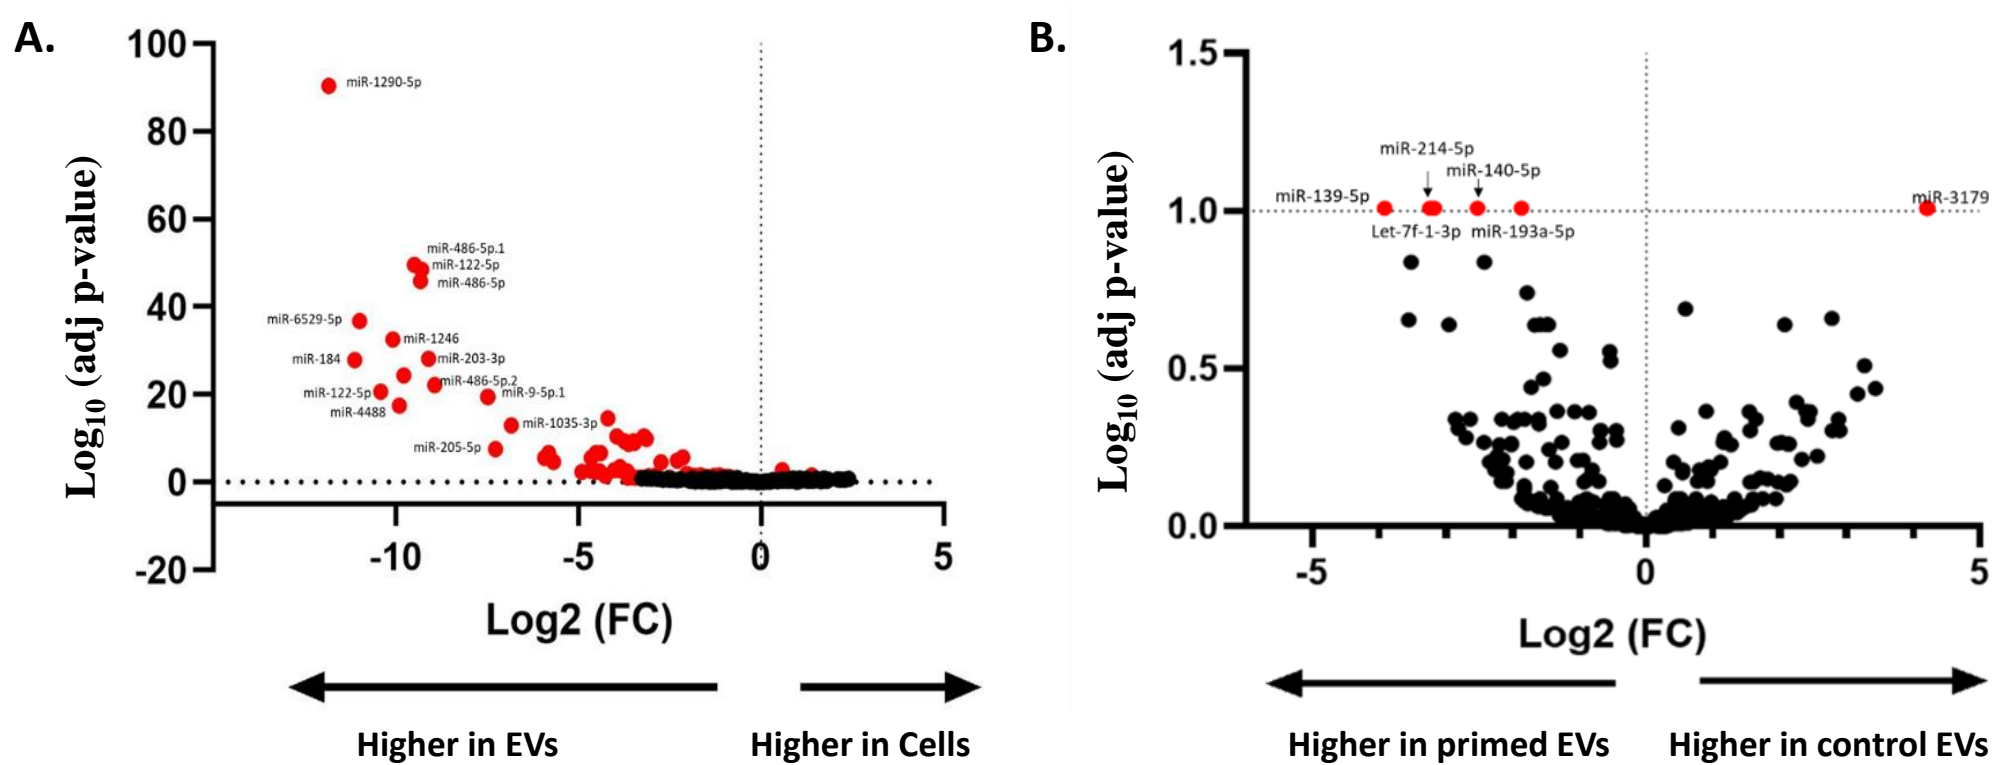 A.
100
80
60
40
20
0
-20
Log10 (adj p-value)
miR-1290-5p
miR-486-5p.1
miR-122-5p
miR-486-5p
miR-6529-5p
miR-1246
miR-184
miR-203-3p
miR-486-5p.2
miR-122-5p
miR-9-5p.1
miR-4488
miR-1035-3p
miR-205-5p
-10 -5 0 5
Log2 (FC)
Higher in EVs
Higher in Cells
B.
1.5
1.0
0.5
0.0
Log10 (adj p-value)
miR-214-5p
miR-140-5p
miR-139-5p
miR-3179
Let-7f-1-3p
miR-193a-5p
-5 0 5
Log2 (FC)
Higher in primed EVs
Higher in control EVs